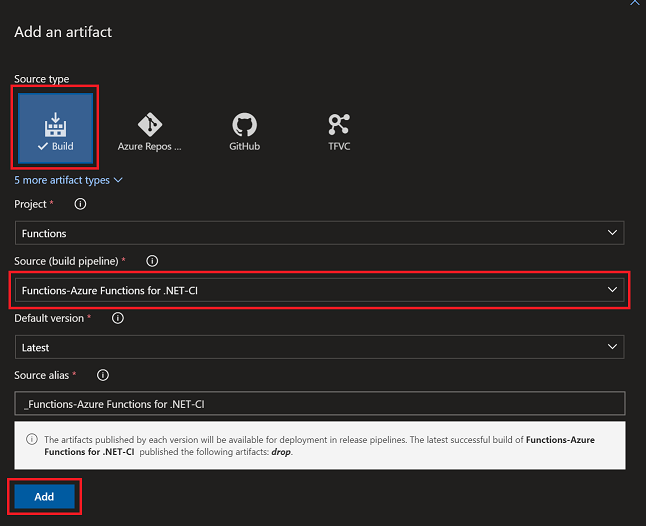 Add an artifact
Source type
Build
Azure Repos ...
GitHub
TFVC
5 more artifact types
Project *
Functions
Source (build pipeline) *
Functions-Azure Functions for .NET-CI
Default version *
Latest
Source alias *
_Functions-Azure Functions for .NET-CI
The artifacts published by each version will be available for deployment in release pipelines. The latest successful build of Functions-Azure
Functions for .NET-CI published the following artifacts: drop.
Add